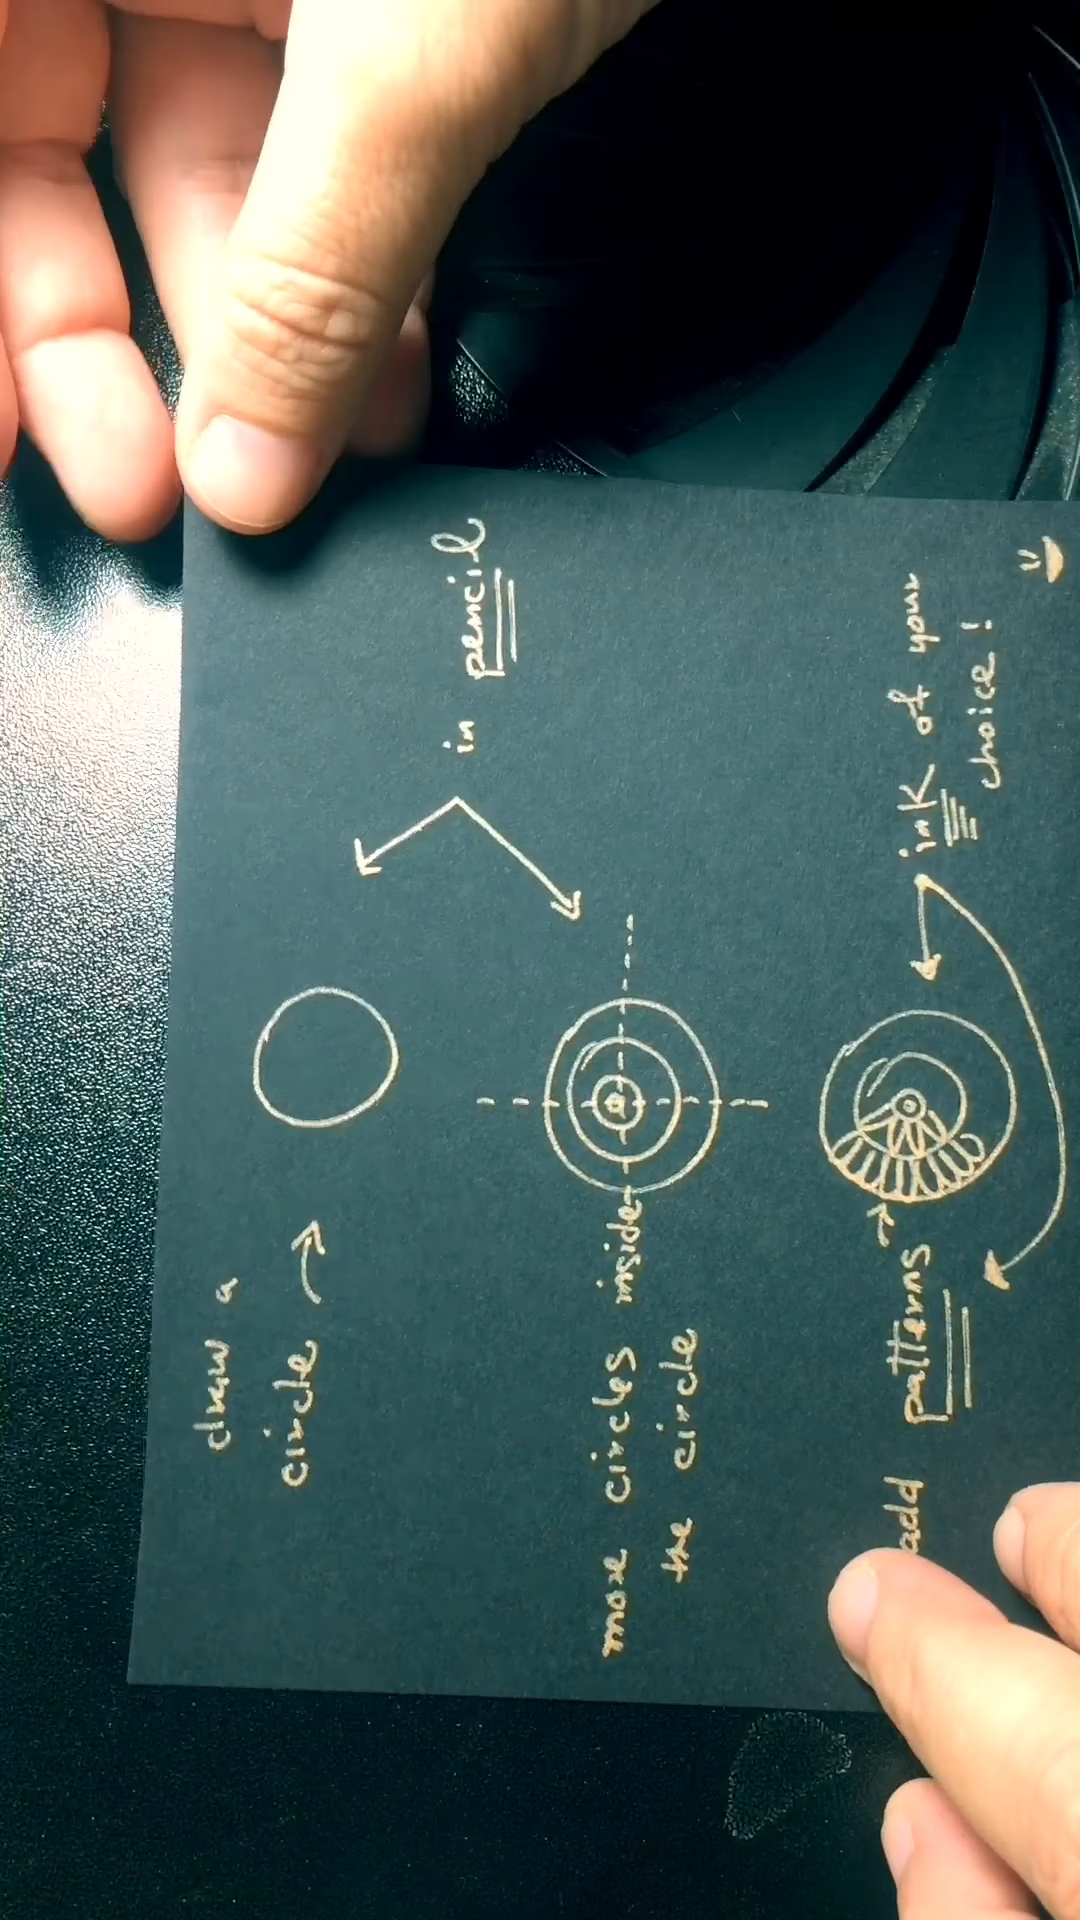 draw a
circle
in pencil
more circles inside
the circle
add patterns
ink of your
choice!